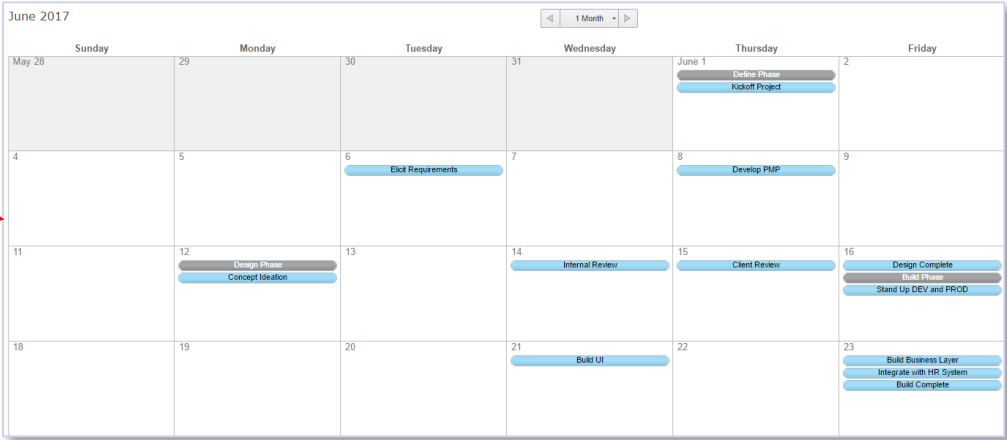 June 2017
1 Month
Sunday Monday Tuesday Wednesday Thursday Friday
May 28 29 30 31 June 1 2
Define Phase
Kickoff Project
4 5 6 7 8 9
Elicit Requirements Develop PMP
11 12 13 14 15 16
Design Phase Internal Review Client Review Design Complete
Concept Ideation Build Phase
Stand Up DEV and PROD
18 19 20 21 22 23
Build UI Build Business Layer
Integrate with HR System
Build Complete